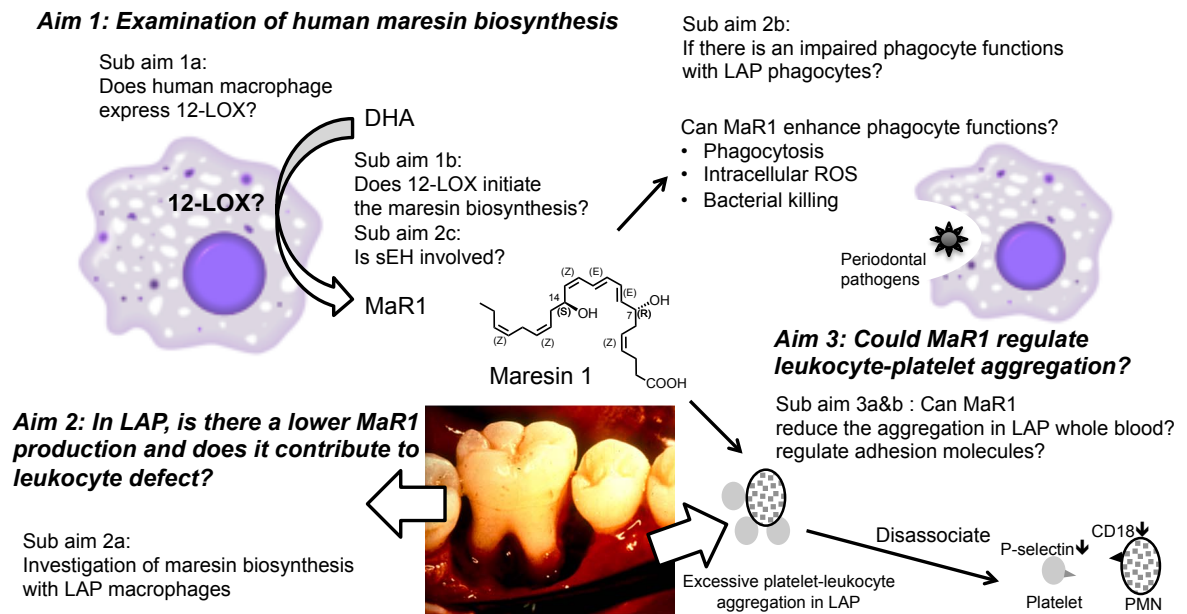 Aim 1: Examination of human maresin biosynthesis
Sub aim 1a:
Does human macrophage
express 12-LOX?
DHA
12-LOX?
Sub aim 1b:
Does 12-LOX initiate
the maresin biosynthesis?
Sub aim 2c:
Is sEH involved?
MaR1
(Z)
(E)
14
(S)
OH
(E)
OH
7
(R)
(Z)
(Z)
(Z)
COOH
Maresin 1
Sub aim 2b:
If there is an impaired phagocyte functions
with LAP phagocytes?
Can MaR1 enhance phagocyte functions?
• Phagocytosis
• Intracellular ROS
• Bacterial killing
Periodontal
pathogens
Aim 2: In LAP, is there a lower MaR1
production and does it contribute to
leukocyte defect?
Sub aim 2a:
Investigation of maresin biosynthesis
with LAP macrophages
Aim 3: Could MaR1 regulate
leukocyte-platelet aggregation?
Sub aim 3a&b : Can MaR1
reduce the aggregation in LAP whole blood?
regulate adhesion molecules?
Excessive platelet-leukocyte
aggregation in LAP
Disassociate
P-selectin
CD18
Platelet
PMN